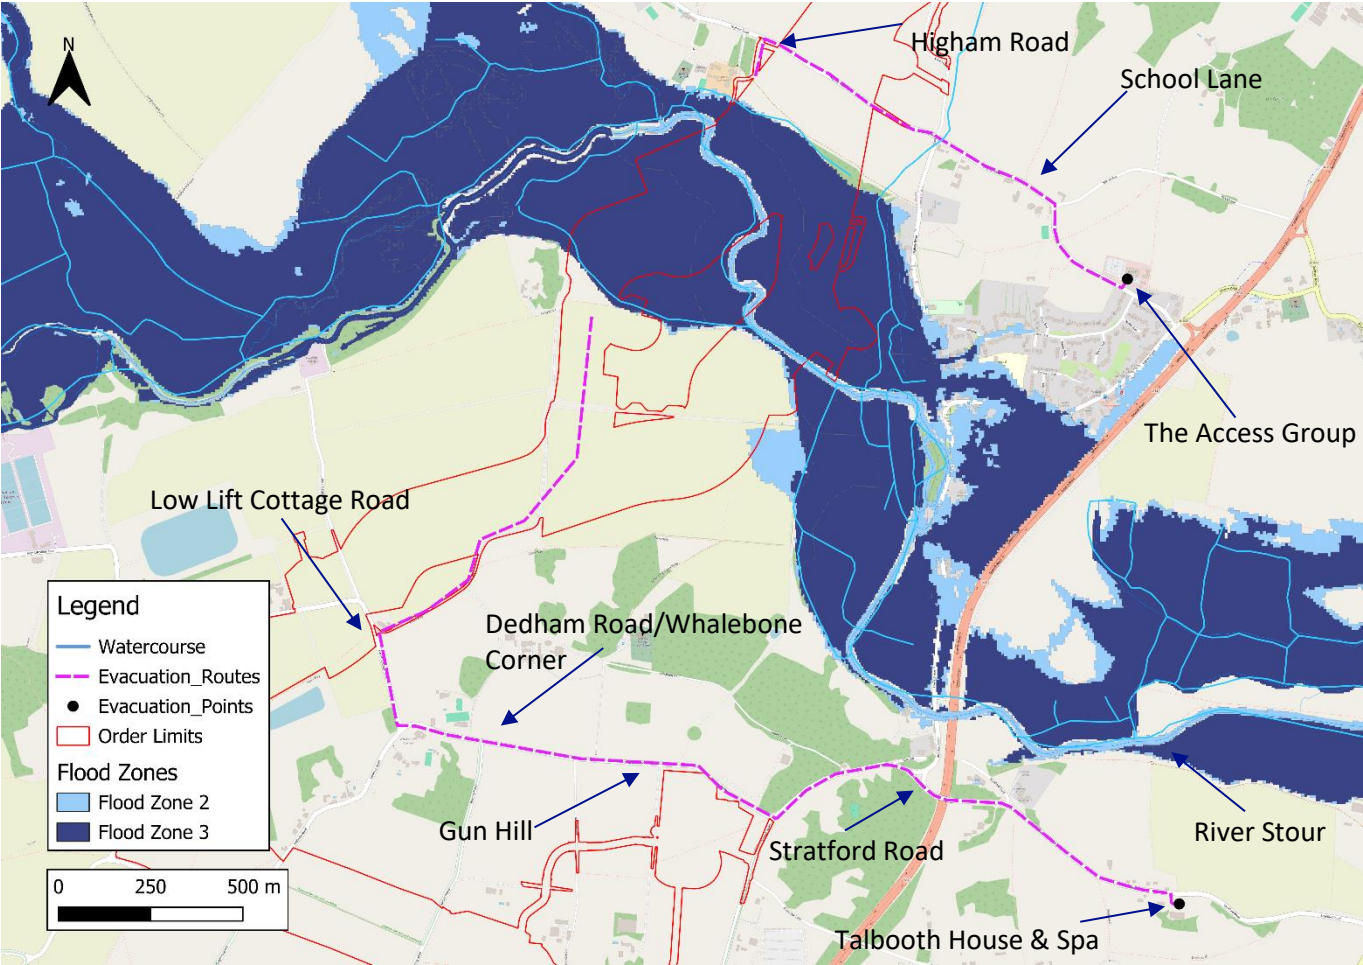 N
Higham Road
School Lane
The Access Group
Low Lift Cottage Road
Dedham Road/Whalebone
Corner
Gun Hill
Stratford Road
River Stour
Talbooth House & Spa
Legend
Watercourse
Evacuation_Routes
Evacuation_Points
Order Limits
Flood Zones
Flood Zone 2
Flood Zone 3
0 250 500 m